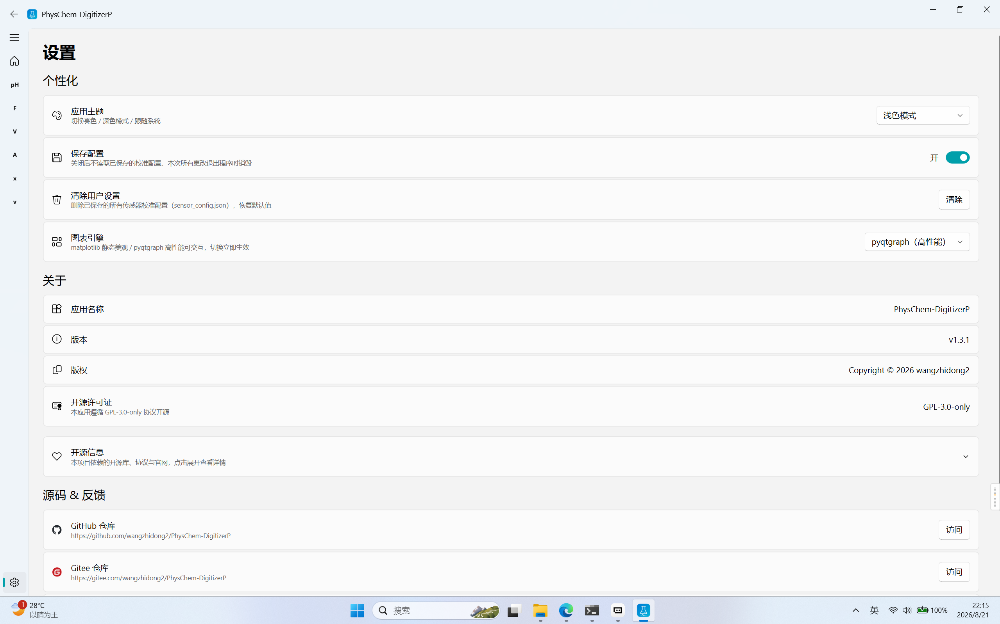 PhysChem-DigitizerP
设置
个性化
pH
F
V
A
x
v
应用主题
切换亮色 / 深色模式 / 跟随系统
浅色模式
保存配置
关闭后不读取已保存的校准配置，本次所有更改退出程序时销毁
开
清除用户设置
删除已保存的所有传感器校准配置（sensor_config.json），恢复默认值
清除
图表引擎
matplotlib 静态美观 / pyqtgraph 高性能可交互，切换立即生效
pyqtgraph（高性能）
关于
应用名称
PhysChem-DigitizerP
版本
v1.3.1
版权
Copyright © 2026 wangzhidong2
开源许可证
本应用遵循 GPL-3.0-only 协议开源
GPL-3.0-only
开源信息
本项目依赖的开源库、协议与官网，点击展开查看详情
源码 & 反馈
GitHub 仓库
https://github.com/wangzhidong2/PhysChem-DigitizerP
访问
Gitee 仓库
https://gitee.com/wangzhidong2/PhysChem-DigitizerP
访问
1
28°C
以晴为主
搜索
英
100%
22:15
2026/8/21